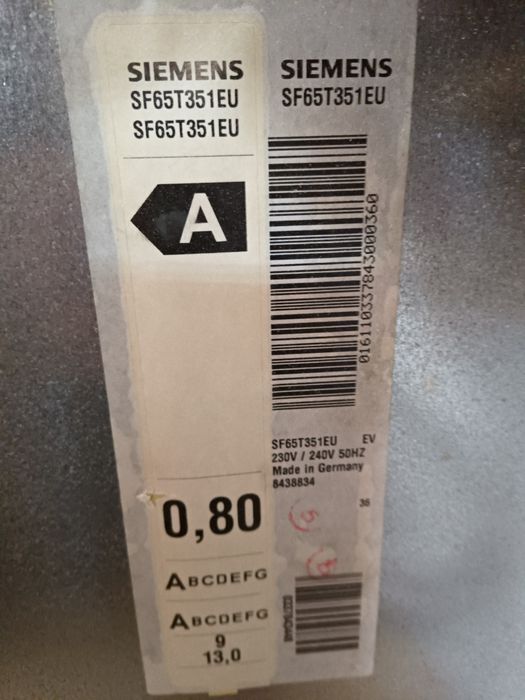 SIEMENS
SF65T351EU
SF65T351EU
A
0,80
ABCDEFG
ABCDEFG
9
13,0
SIEMENS
SF65T351EU
016110337843000360
SF65T351EU EV
230V / 240V 50HZ
Made in Germany
8438834
36